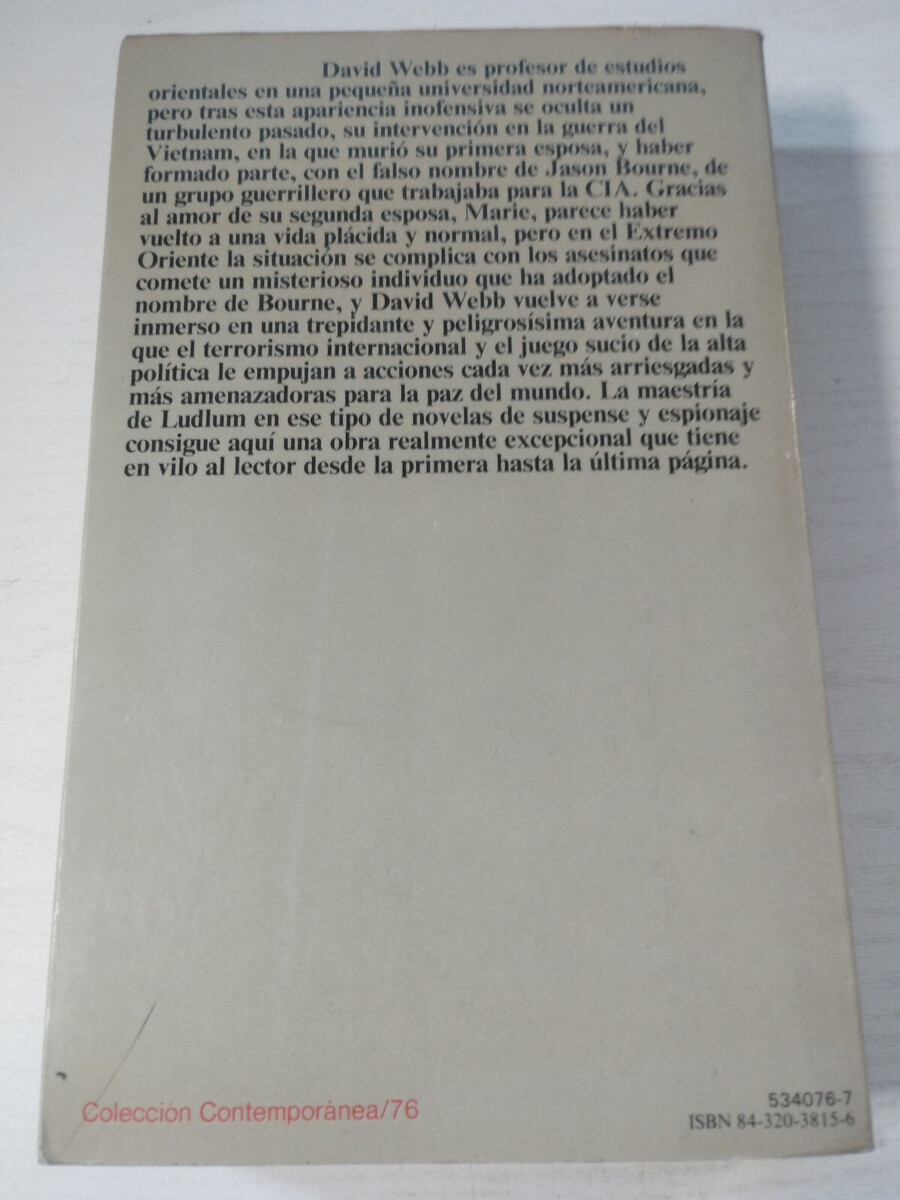 David Webb es profesor de estudios
orientales en una pequeña universidad norteamericana,
pero tras esta apariencia inofensiva se oculta un
turbulento pasado, su intervención en la guerra del
Vietnam, en la que murió su primera esposa, y haber
formado parte, con el falso nombre de Jason Bourne, de
un grupo guerrillero que trabajaba para la CIA. Gracias
al amor de su segunda esposa, Marie, parece haber
vuelto a una vida plácida y normal, pero en el Extremo
Oriente la situación se complica con los asesinatos que
comete un misterioso individuo que ha adoptado el
nombre de Bourne, y David Webb vuelve a verse
inmerso en una trepidante y peligrosísima aventura en la
que el terrorismo internacional y el juego sucio de la alta
política le empujan a acciones cada vez más arriesgadas y
más amenazadoras para la paz del mundo. La maestría
de Ludlum en ese tipo de novelas de suspense y espionaje
consigue aquí una obra realmente excepcional que tiene
en vilo al lector desde la primera hasta la última página.
Colección Contemporánea/76
534076-7
ISBN 84-320-3815-6